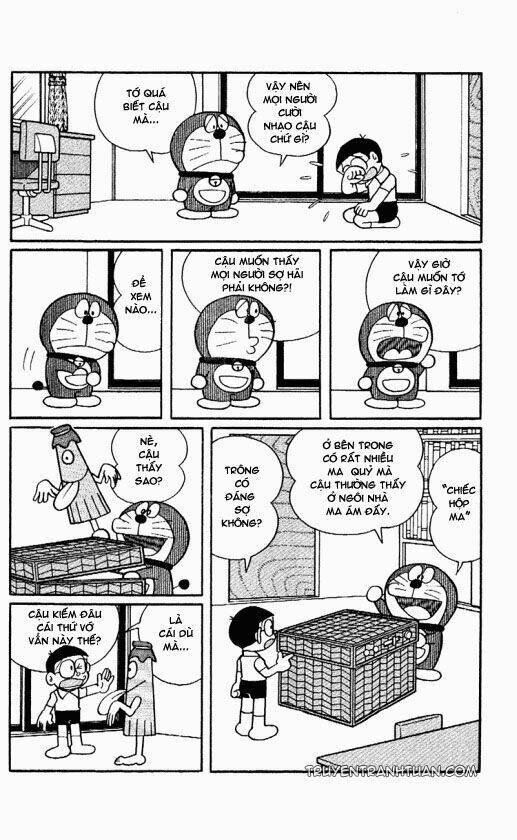 VẬY NÊN
MỌI NGƯỜI
CƯỜI
NHẠO CẬU
CHỨ GÌ?
TỚ QUÁ
BIẾT CẬU
MÀ...
VẬY GIỜ
CẬU MUỐN TỚ
LÀM GÌ ĐÂY?
CẬU MUỐN THẤY
MỌI NGƯỜI SỢ HÃI
PHẢI KHÔNG?!
ĐỂ
XEM
NÀO...
"CHIẾC
HỘP
MA"
Ở BÊN TRONG
CÓ RẤT NHIỀU
MA QUỶ MÀ
CẬU THƯỜNG THẤY
Ở NGÔI NHÀ
MA ÁM ĐẤY.
TRÔNG
CÓ
ĐÁNG
SỢ
KHÔNG?
NÈ,
CẬU
THẤY
SAO?
LÀ
CÁI DÙ
MÀ...
CẬU KIẾM ĐÂU
CÁI THỨ VỚ
VẨN NÀY THẾ?
TRUYENTRANHTUAN.COM